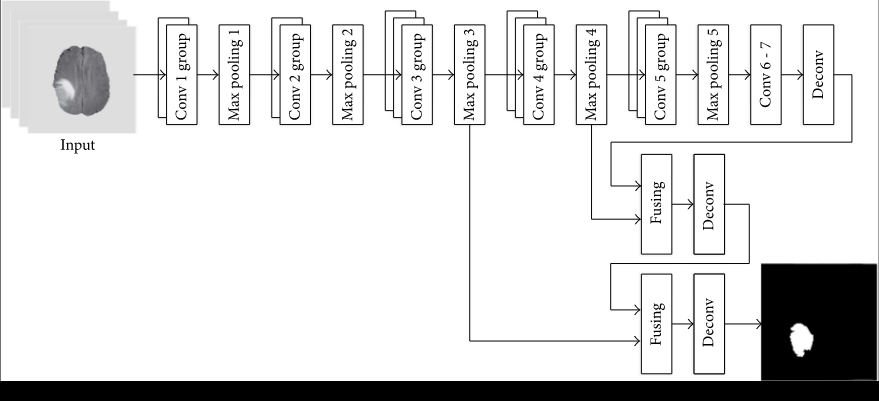 Input
Conv 1 group
Max pooling 1
Conv 2 group
Max pooling 2
Conv 3 group
Max pooling 3
Conv 4 group
Max pooling 4
Conv 5 group
Max pooling 5
Conv 6 - 7
Deconv
Fusing
Deconv
Fusing
Deconv